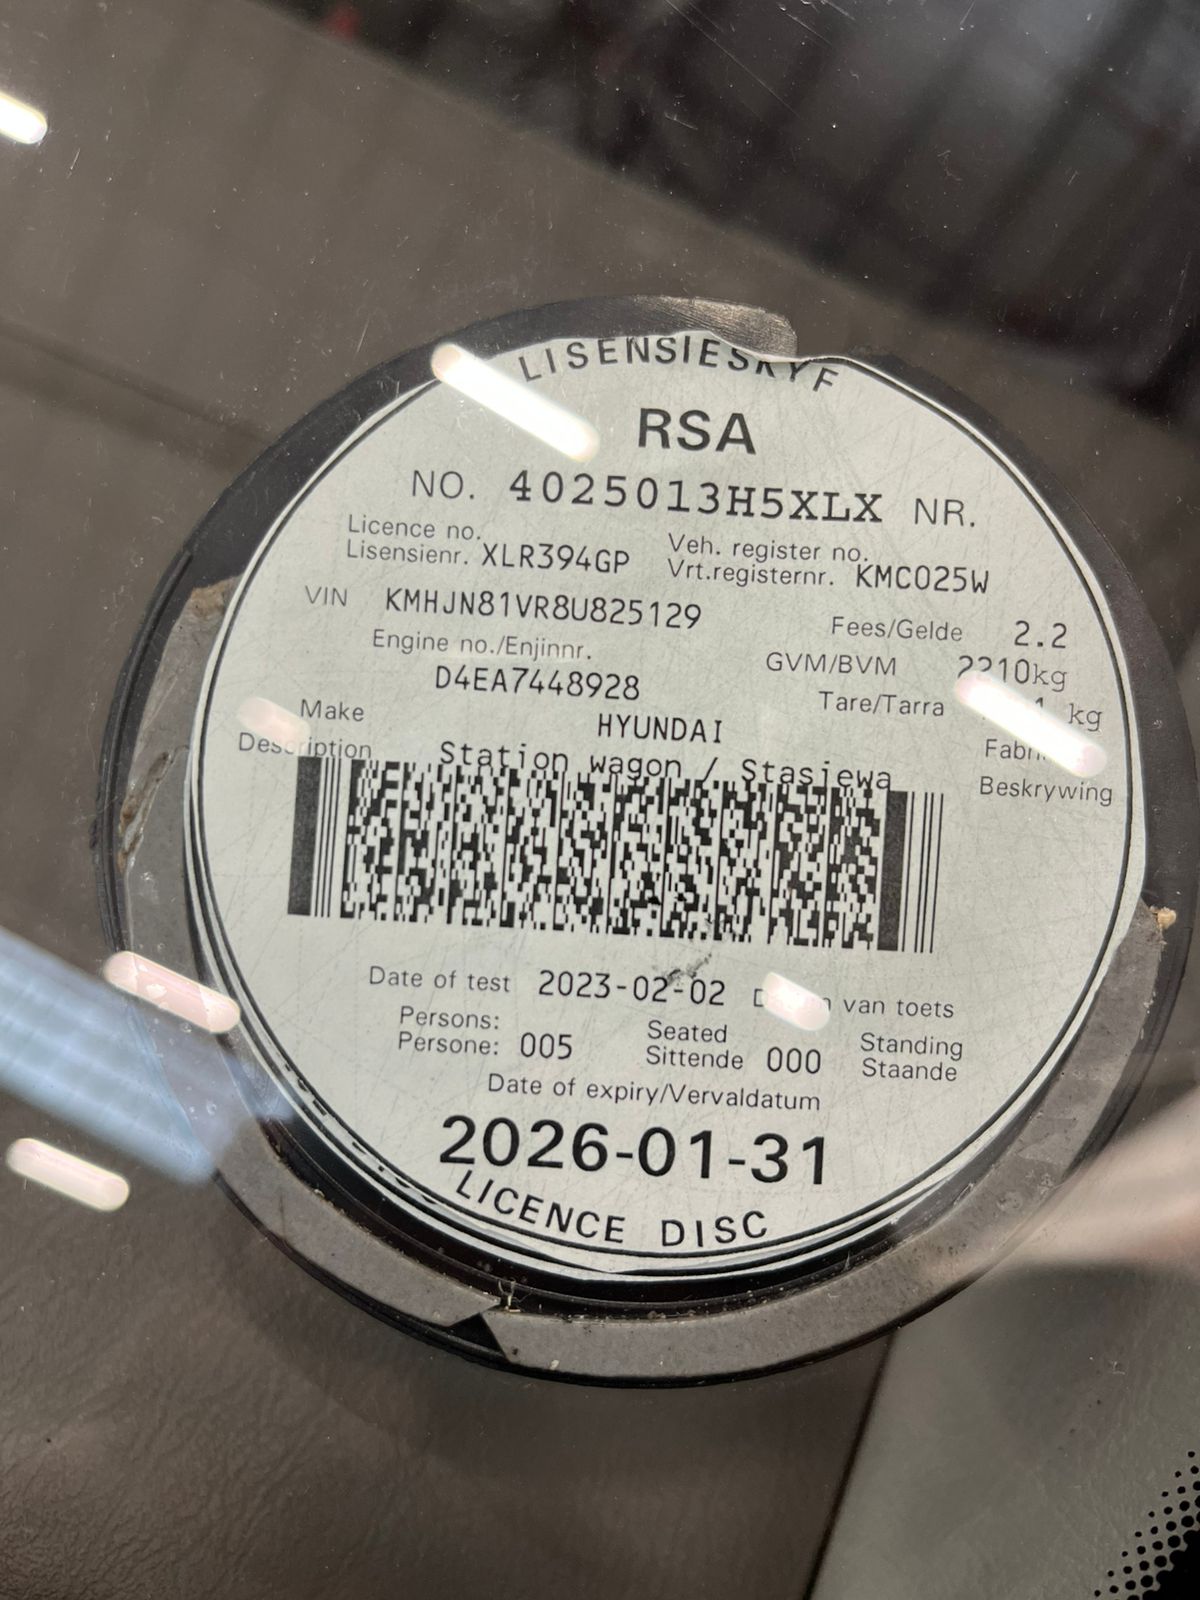 LISENSIESKYF
RSA
NO. 4025013H5XLX NR.
Licence no. Veh. register no.
Lisensienr. XLR394GP Vrt.registernr. KMC025W
VIN KMHJN81VR8U825129 Fees/Gelde 2.2
Engine no./Enjinnr. GVM/BVM 2210kg
D4EA7448928 Tare/Tarra kg
Make HYUNDAI
Description Station wagon / Stasiewa Beskrywing
Date of test 2023-02-02 van toets
Persons: Seated Standing
Persone: 005 Sittende 000 Staande
Date of expiry/Vervaldatum
2026-01-31
LICENCE DISC